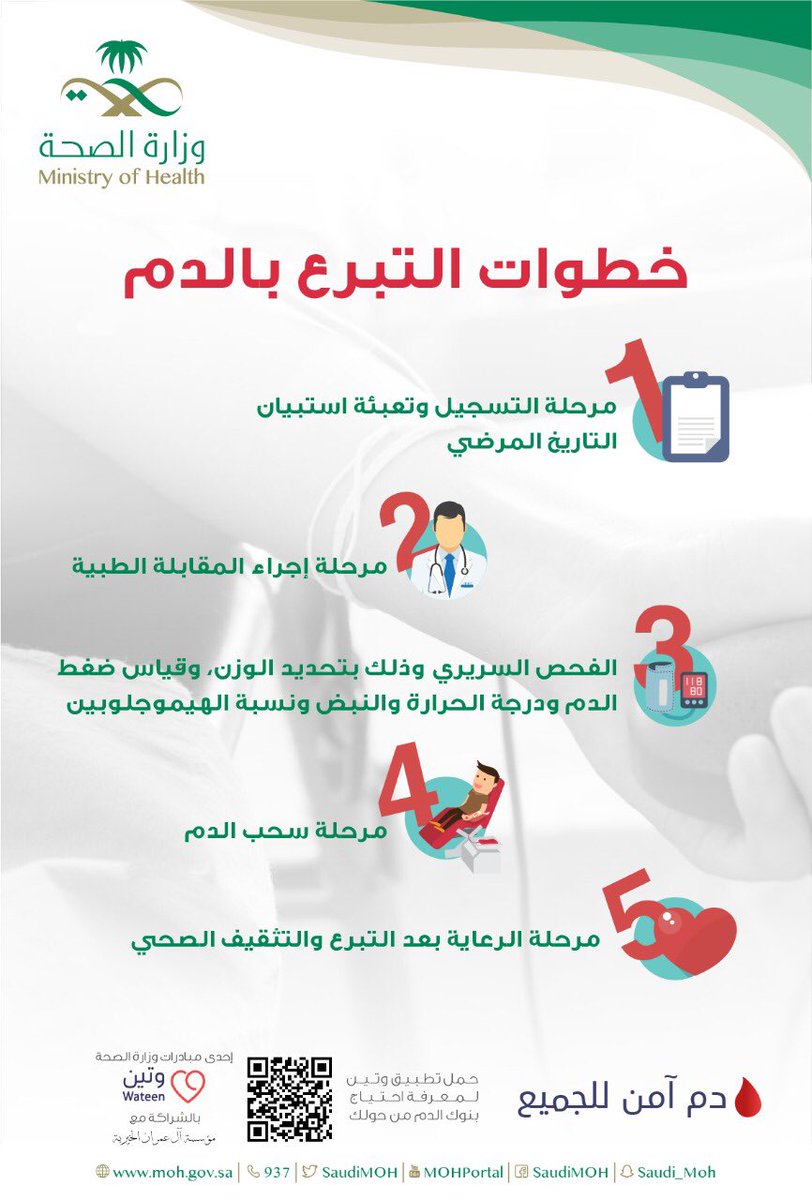 وزارة الصحة
Ministry of Health
خطوات التبرع بالدم
1
مرحلة التسجيل وتعبئة استبيان
التاريخ المرضي
2
مرحلة إجراء المقابلة الطبية
3
118
80
الفحص السريري وذلك بتحديد الوزن، وقياس ضغط
الدم ودرجة الحرارة والنبض ونسبة الهيموجلوبين
4
مرحلة سحب الدم
5
مرحلة الرعاية بعد التبرع والتثقيف الصحي
دم آمن للجميع
حمل تطبيق وتين
لمعرفة احتياج
بنوك الدم من حولك
إحدى مبادرات وزارة الصحة
وتين
Wateen
بالشراكة مع
مؤسسة آل عمران الخيرية
www.moh.gov.sa | 937 | SaudiMOH | MOHPortal | SaudiMOH | Saudi_Moh